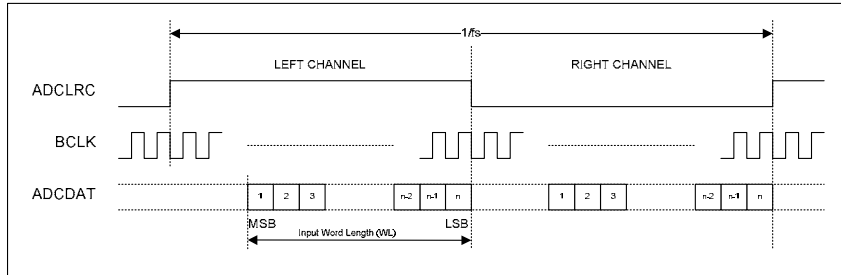 1/fs
LEFT CHANNEL
RIGHT CHANNEL
ADCLRC
BCLK
ADCDAT
1 2 3 n-2 n-1 n 1 2 3 n-2 n-1 n
MSB LSB
Input Word Length (WL)